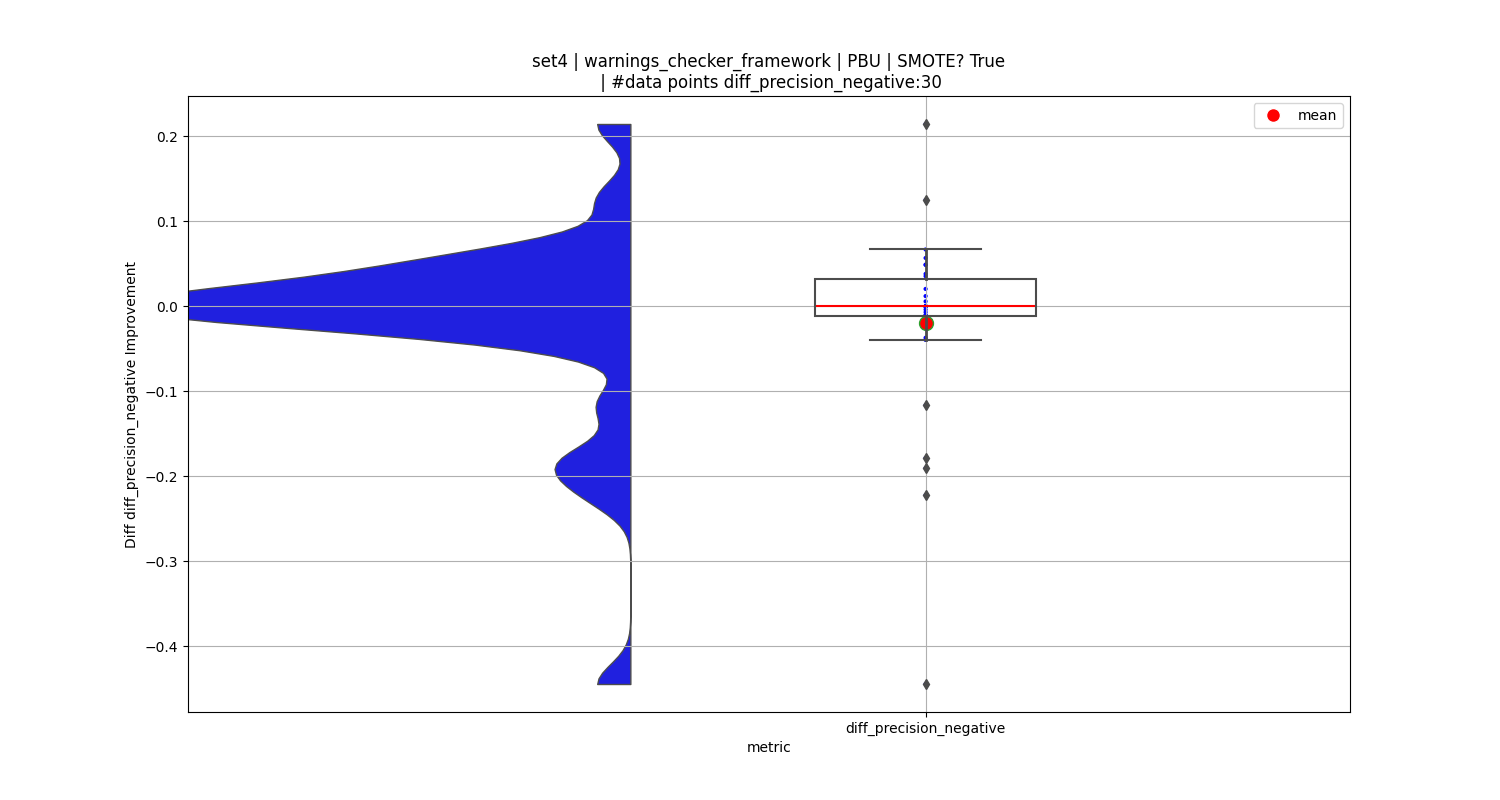 set4 | warnings_checker_framework | PBU | SMOTE? True
| #data points diff_precision_negative:30
mean
0.2
0.1
0.0
−0.1
−0.2
−0.3
−0.4
Diff diff_precision_negative Improvement
diff_precision_negative
metric